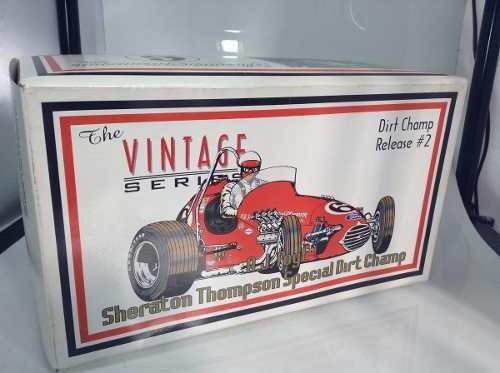 The
VINTAGE
SERIES
Dirt Champ
Release #2
Sheraton Thompson Special Dirt Champ